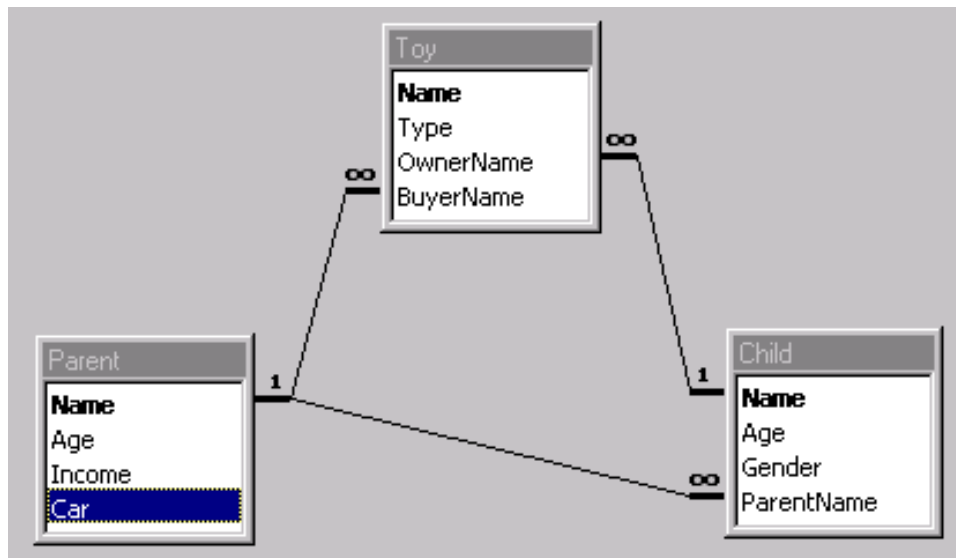 Toy
Name
Type
OwnerName
BuyerName
∞
∞
Parent
Name
Age
Income
Car
1
Child
Name
Age
Gender
ParentName
1
∞